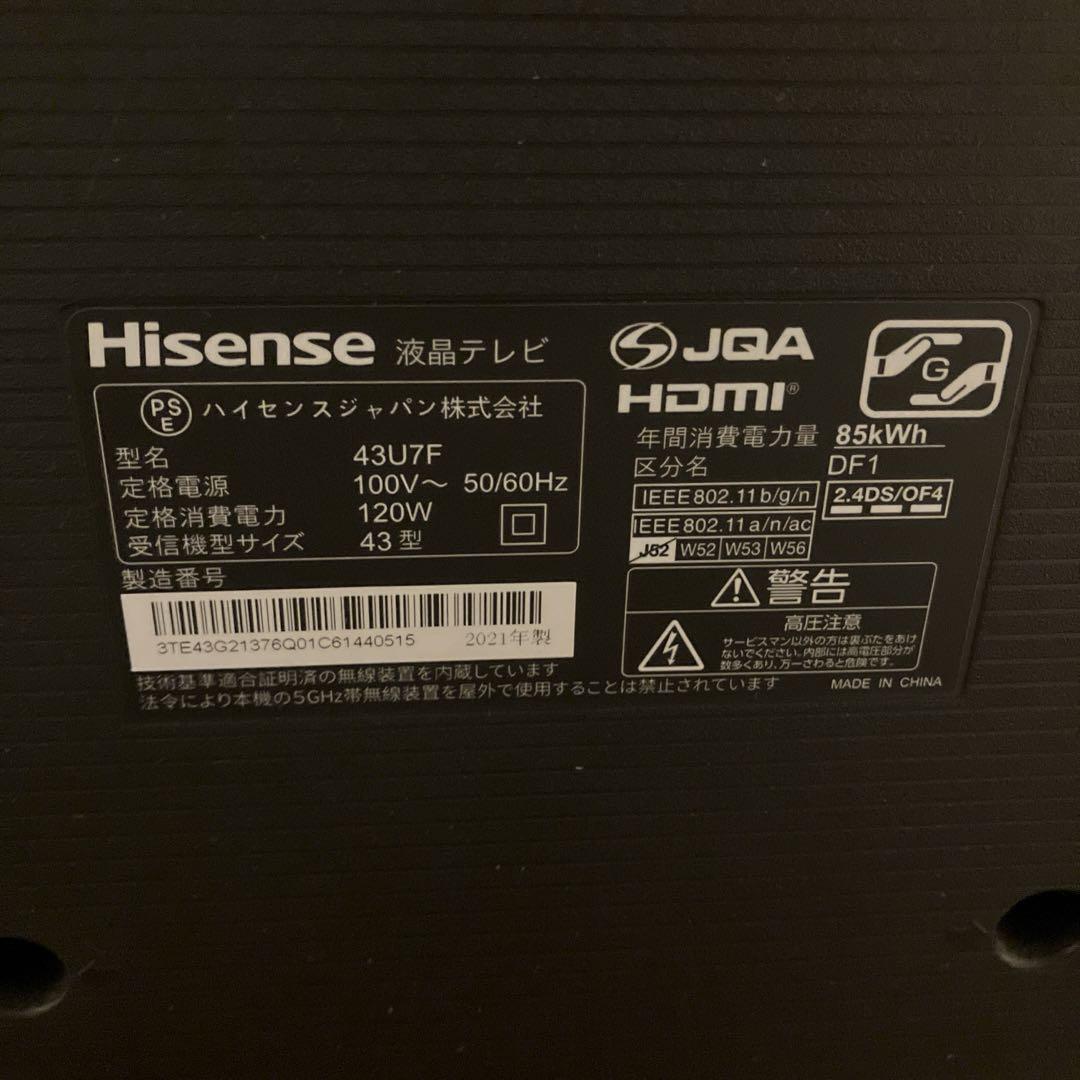 Hisense 液晶テレビ
PSE ハイセンスジャパン株式会社
型名 43U7F
定格電源 100V～ 50/60Hz
定格消費電力 120W
受信機型サイズ 43型
製造番号
3TE43G21376Q01C61440515 2021年製
技術基準適合証明済の無線装置を内蔵しています
法令により本機の5GHz帯無線装置を屋外で使用することは禁止されています
JQA
HDMI®
G
年間消費電力量 85kWh
区分名 DF1
IEEE802.11b/g/n
2.4DS/OF4
IEEE802.11a/n/ac
J52 W52 W53 W56
警告
高圧注意
サービスマン以外の方は裏ぶたをあけ
ないでください。内部には高電圧部分が
数多くあり、万一さわると危険です。
MADE IN CHINA